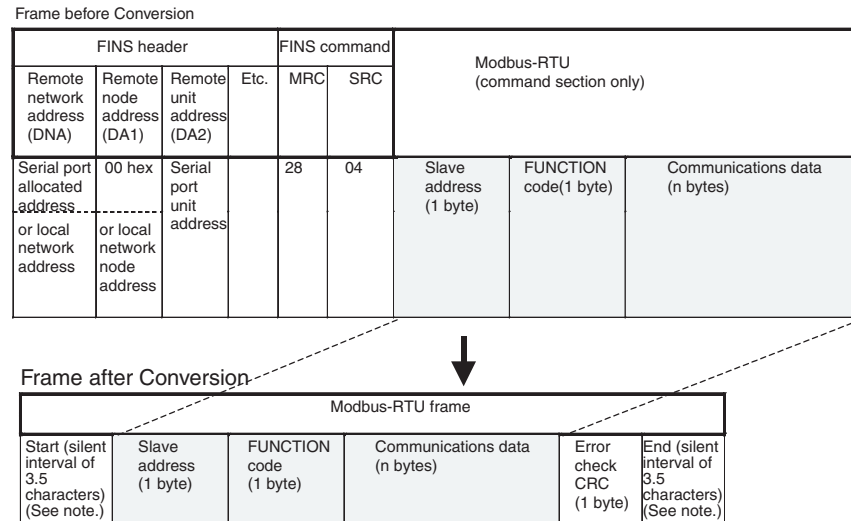 Frame before Conversion
FINS header
FINS command
Modbus-RTU
(command section only)
Remote
network
address
(DNA)
Remote
node
address
(DA1)
Remote
unit
address
(DA2)
Etc.
MRC
SRC
Serial port
allocated
address
or local
network
address
00 hex
or local
network
node
address
Serial
port
unit
address
28
04
Slave
address
(1 byte)
FUNCTION
code(1 byte)
Communications data
(n bytes)
Frame after Conversion
Modbus-RTU frame
Start (silent
interval of
3.5
characters)
(See note.)
Slave
address
(1 byte)
FUNCTION
code
(1 byte)
Communications data
(n bytes)
Error
check
CRC
(1 byte)
End (silent
interval of
3.5
characters)
(See note.)